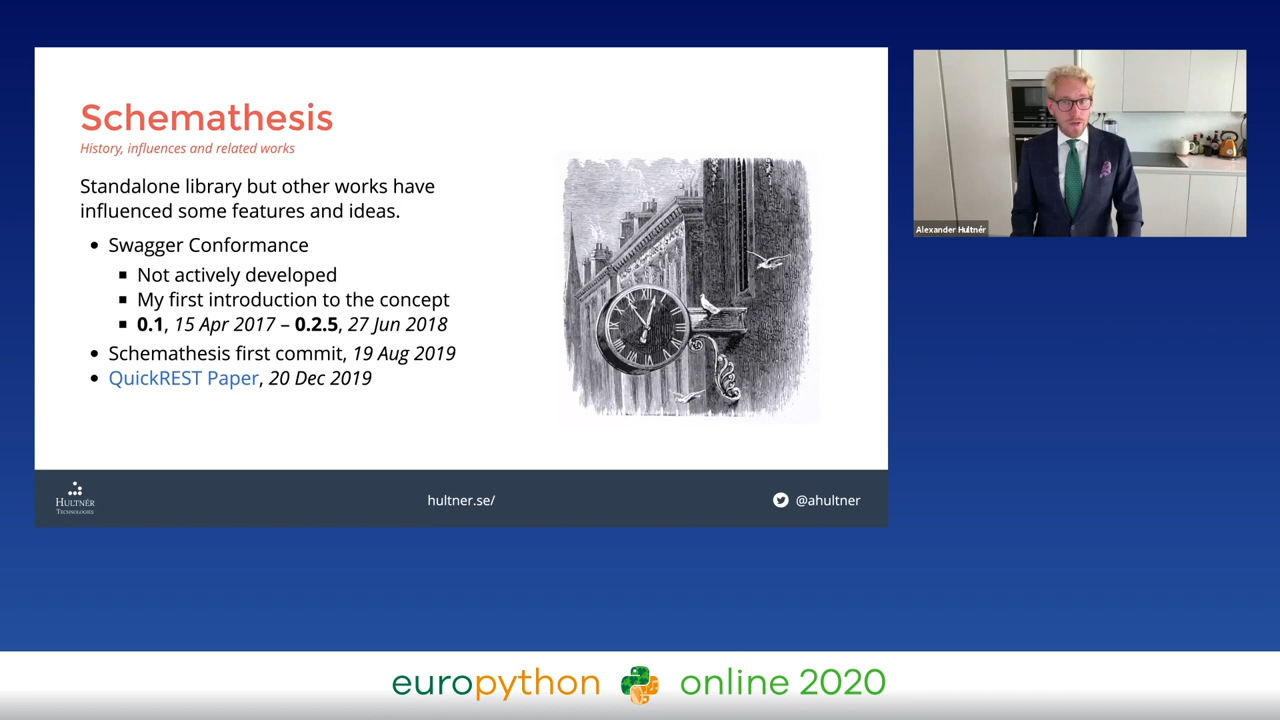 Schemathesis
History, influences and related works
Standalone library but other works have
influenced some features and ideas.
• Swagger Conformance
▪ Not actively developed
▪ My first introduction to the concept
▪ 0.1, 15 Apr 2017 – 0.2.5, 27 Jun 2018
• Schemathesis first commit, 19 Aug 2019
• QuickREST Paper, 20 Dec 2019
HULTNÉR
TECHNOLOGIES
hultner.se/
@ahultner
Alexander Hultnér
europython online 2020